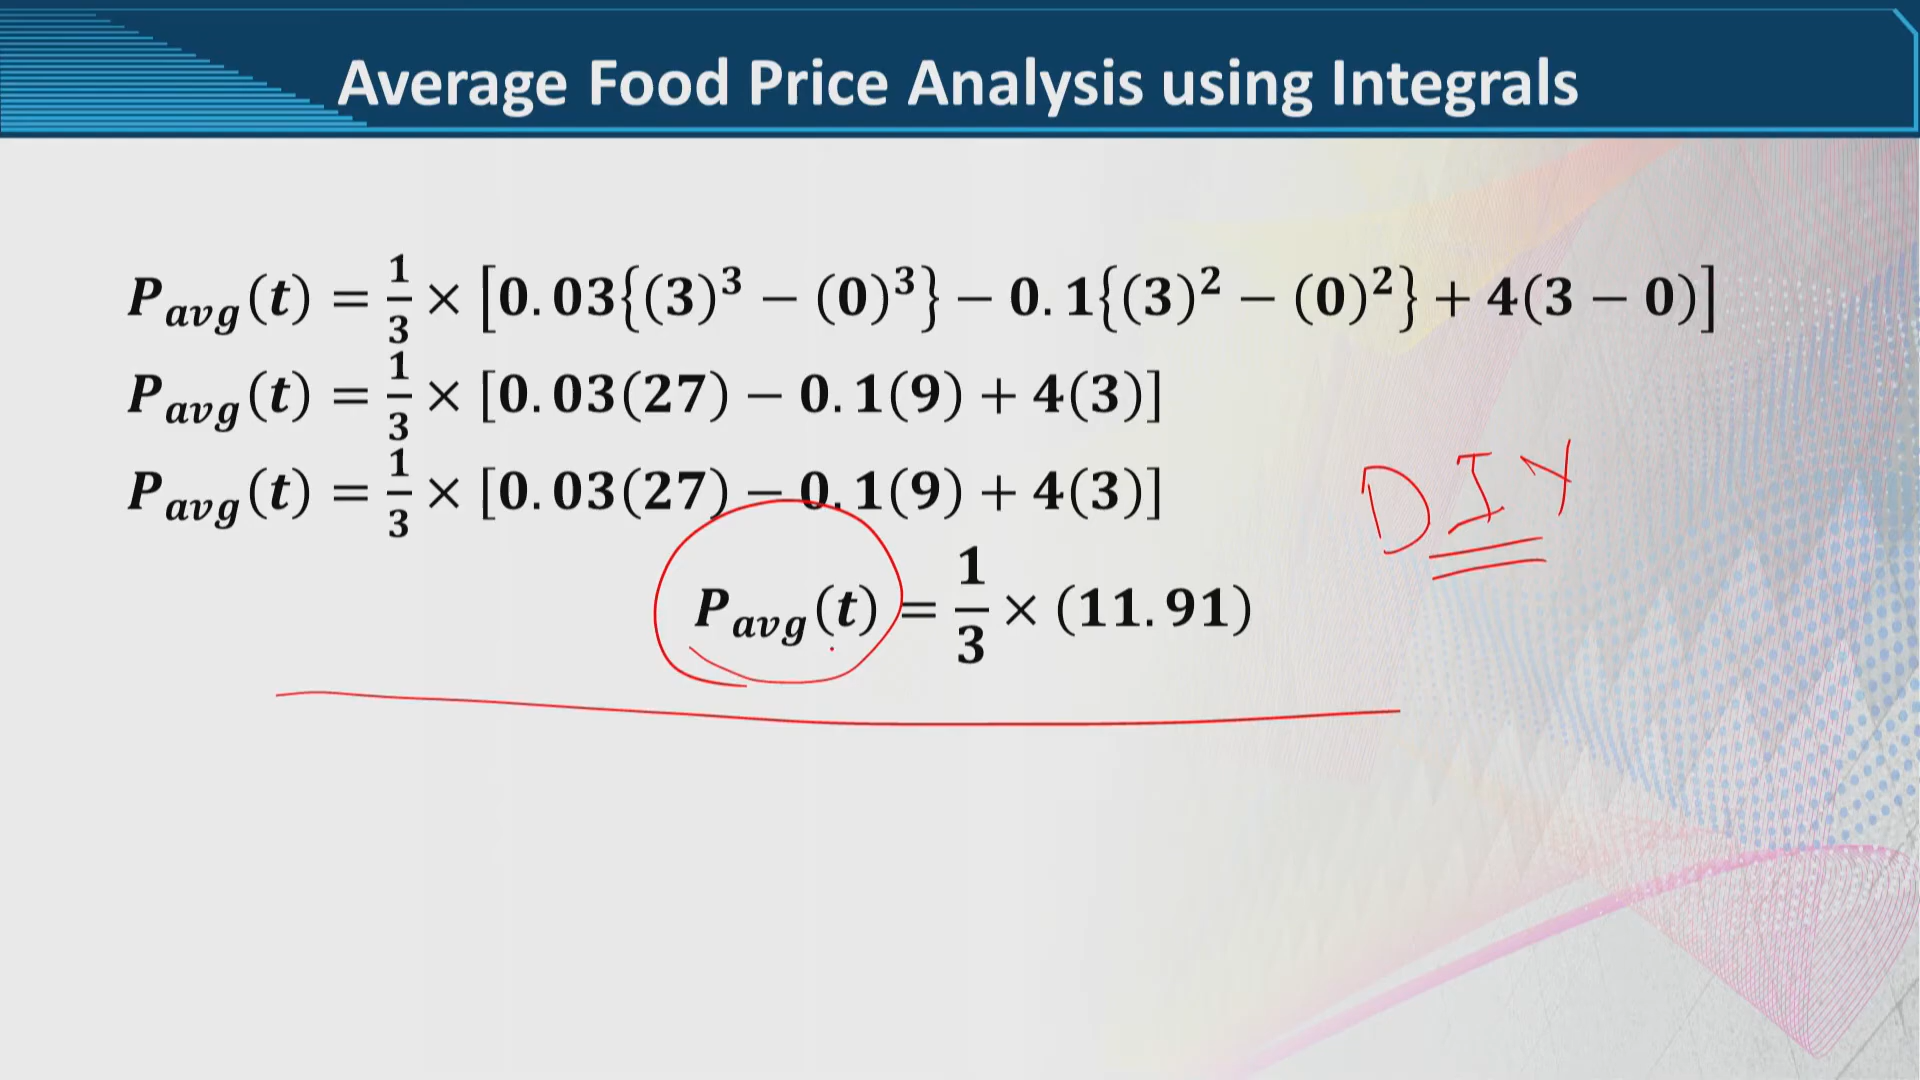 Average Food Price Analysis using Integrals
P_avg(t) = 1/3 × [0.03{(3)³ − (0)³} − 0.1{(3)² − (0)²} + 4(3 − 0)]
P_avg(t) = 1/3 × [0.03(27) − 0.1(9) + 4(3)]
P_avg(t) = 1/3 × [0.03(27) − 0.1(9) + 4(3)]
DIY
P_avg(t) = 1/3 × (11.91)